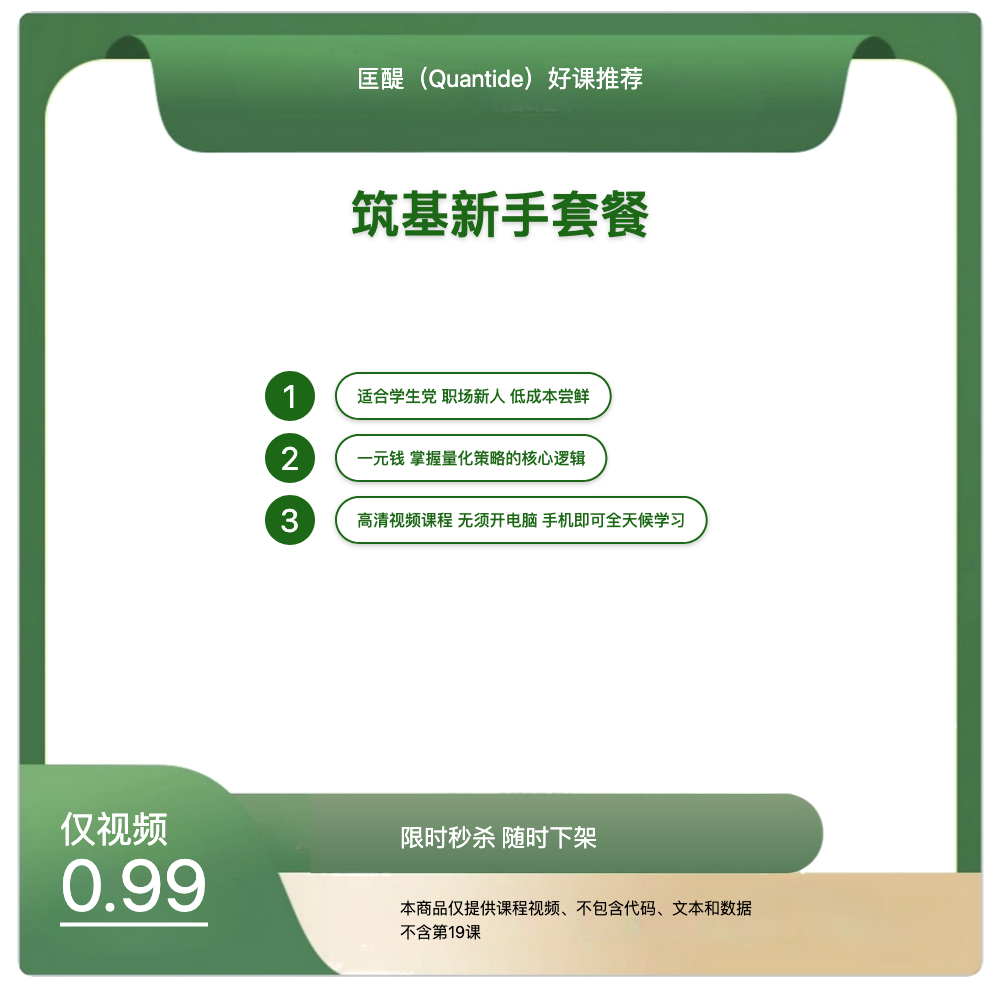 匡醍（Quantide）好课推荐
筑基新手套餐
1 适合学生党 职场新人 低成本尝鲜
2 一元钱 掌握量化策略的核心逻辑
3 高清视频课程 无须开电脑 手机即可全天候学习
仅视频
0.99
限时秒杀 随时下架
本商品仅提供课程视频、不包含代码、文本和数据
不含第19课